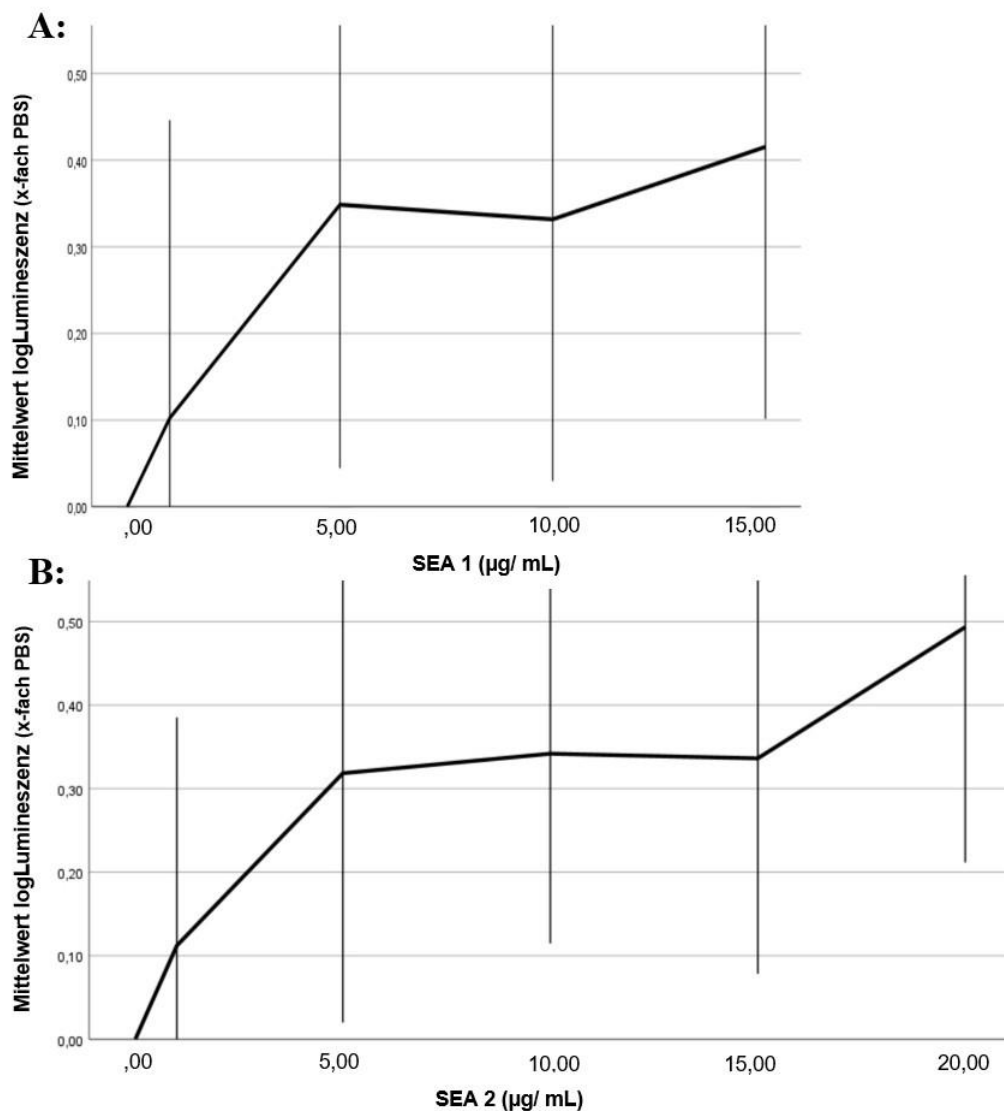 A:
Mittelwert logLumineszenz (x-fach PBS)
0,50
0,40
0,30
0,20
0,10
0,00
,00 5,00 10,00 15,00
SEA 1 (µg/ mL)
B:
Mittelwert logLumineszenz (x-fach PBS)
0,50
0,40
0,30
0,20
0,10
0,00
,00 5,00 10,00 15,00 20,00
SEA 2 (µg/ mL)